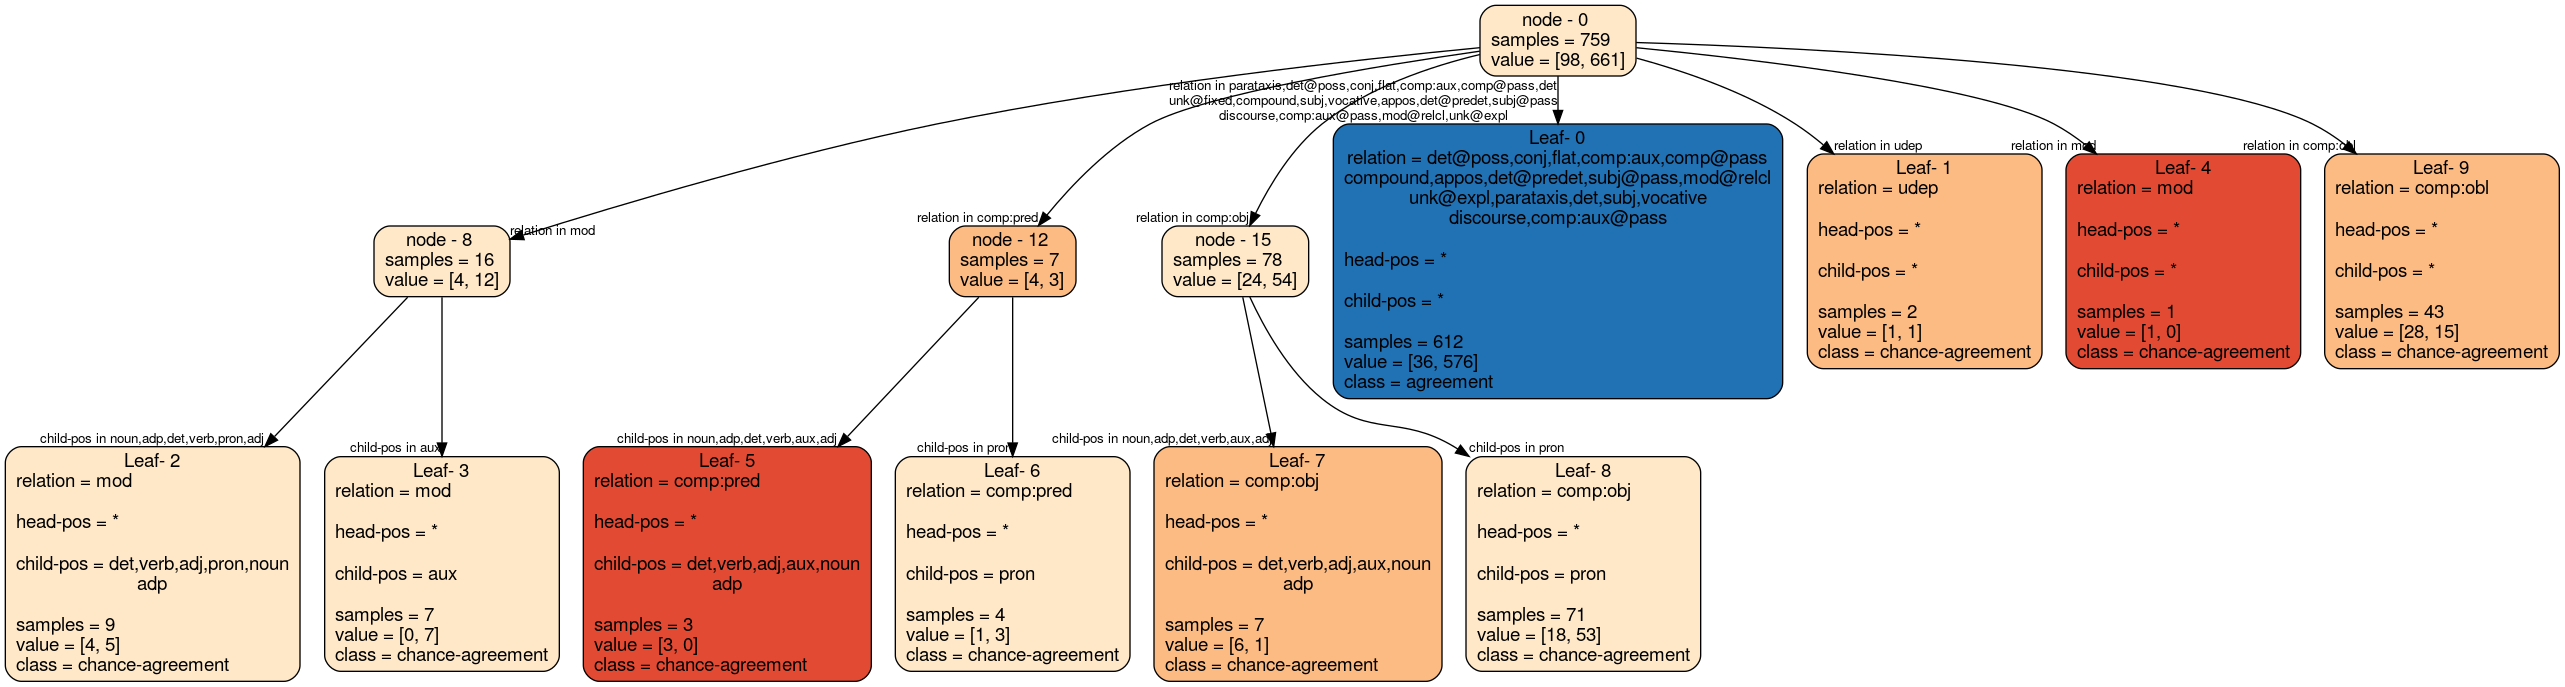 node - 0
samples = 759
value = [98, 661]
relation in parataxis,det@poss,conj,flat,comp:aux,comp@pass,det
unk@fixed,compound,subj,vocative,appos,det@predet,subj@pass
discourse,comp:aux@pass,mod@relcl,unk@expl
relation in mod
relation in comp:pred
relation in comp:obj
relation in udep
relation in mod
relation in comp:obl
node - 8
samples = 16
value = [4, 12]
node - 12
samples = 7
value = [4, 3]
node - 15
samples = 78
value = [24, 54]
Leaf- 0
relation = det@poss,conj,flat,comp:aux,comp@pass
compound,appos,det@predet,subj@pass,mod@relcl
unk@expl,parataxis,det,subj,vocative
discourse,comp:aux@pass
head-pos = *
child-pos = *
samples = 612
value = [36, 576]
class = agreement
Leaf- 1
relation = udep
head-pos = *
child-pos = *
samples = 2
value = [1, 1]
class = chance-agreement
Leaf- 4
relation = mod
head-pos = *
child-pos = *
samples = 1
value = [1, 0]
class = chance-agreement
Leaf- 9
relation = comp:obl
head-pos = *
child-pos = *
samples = 43
value = [28, 15]
class = chance-agreement
child-pos in noun,adp,det,verb,pron,adj
child-pos in aux
child-pos in noun,adp,det,verb,aux,adj
child-pos in pron
child-pos in noun,adp,det,verb,aux,adj
child-pos in pron
Leaf- 2
relation = mod
head-pos = *
child-pos = det,verb,adj,pron,noun
adp
samples = 9
value = [4, 5]
class = chance-agreement
Leaf- 3
relation = mod
head-pos = *
child-pos = aux
samples = 7
value = [0, 7]
class = chance-agreement
Leaf- 5
relation = comp:pred
head-pos = *
child-pos = det,verb,adj,aux,noun
adp
samples = 3
value = [3, 0]
class = chance-agreement
Leaf- 6
relation = comp:pred
head-pos = *
child-pos = pron
samples = 4
value = [1, 3]
class = chance-agreement
Leaf- 7
relation = comp:obj
head-pos = *
child-pos = det,verb,adj,aux,noun
adp
samples = 7
value = [6, 1]
class = chance-agreement
Leaf- 8
relation = comp:obj
head-pos = *
child-pos = pron
samples = 71
value = [18, 53]
class = chance-agreement